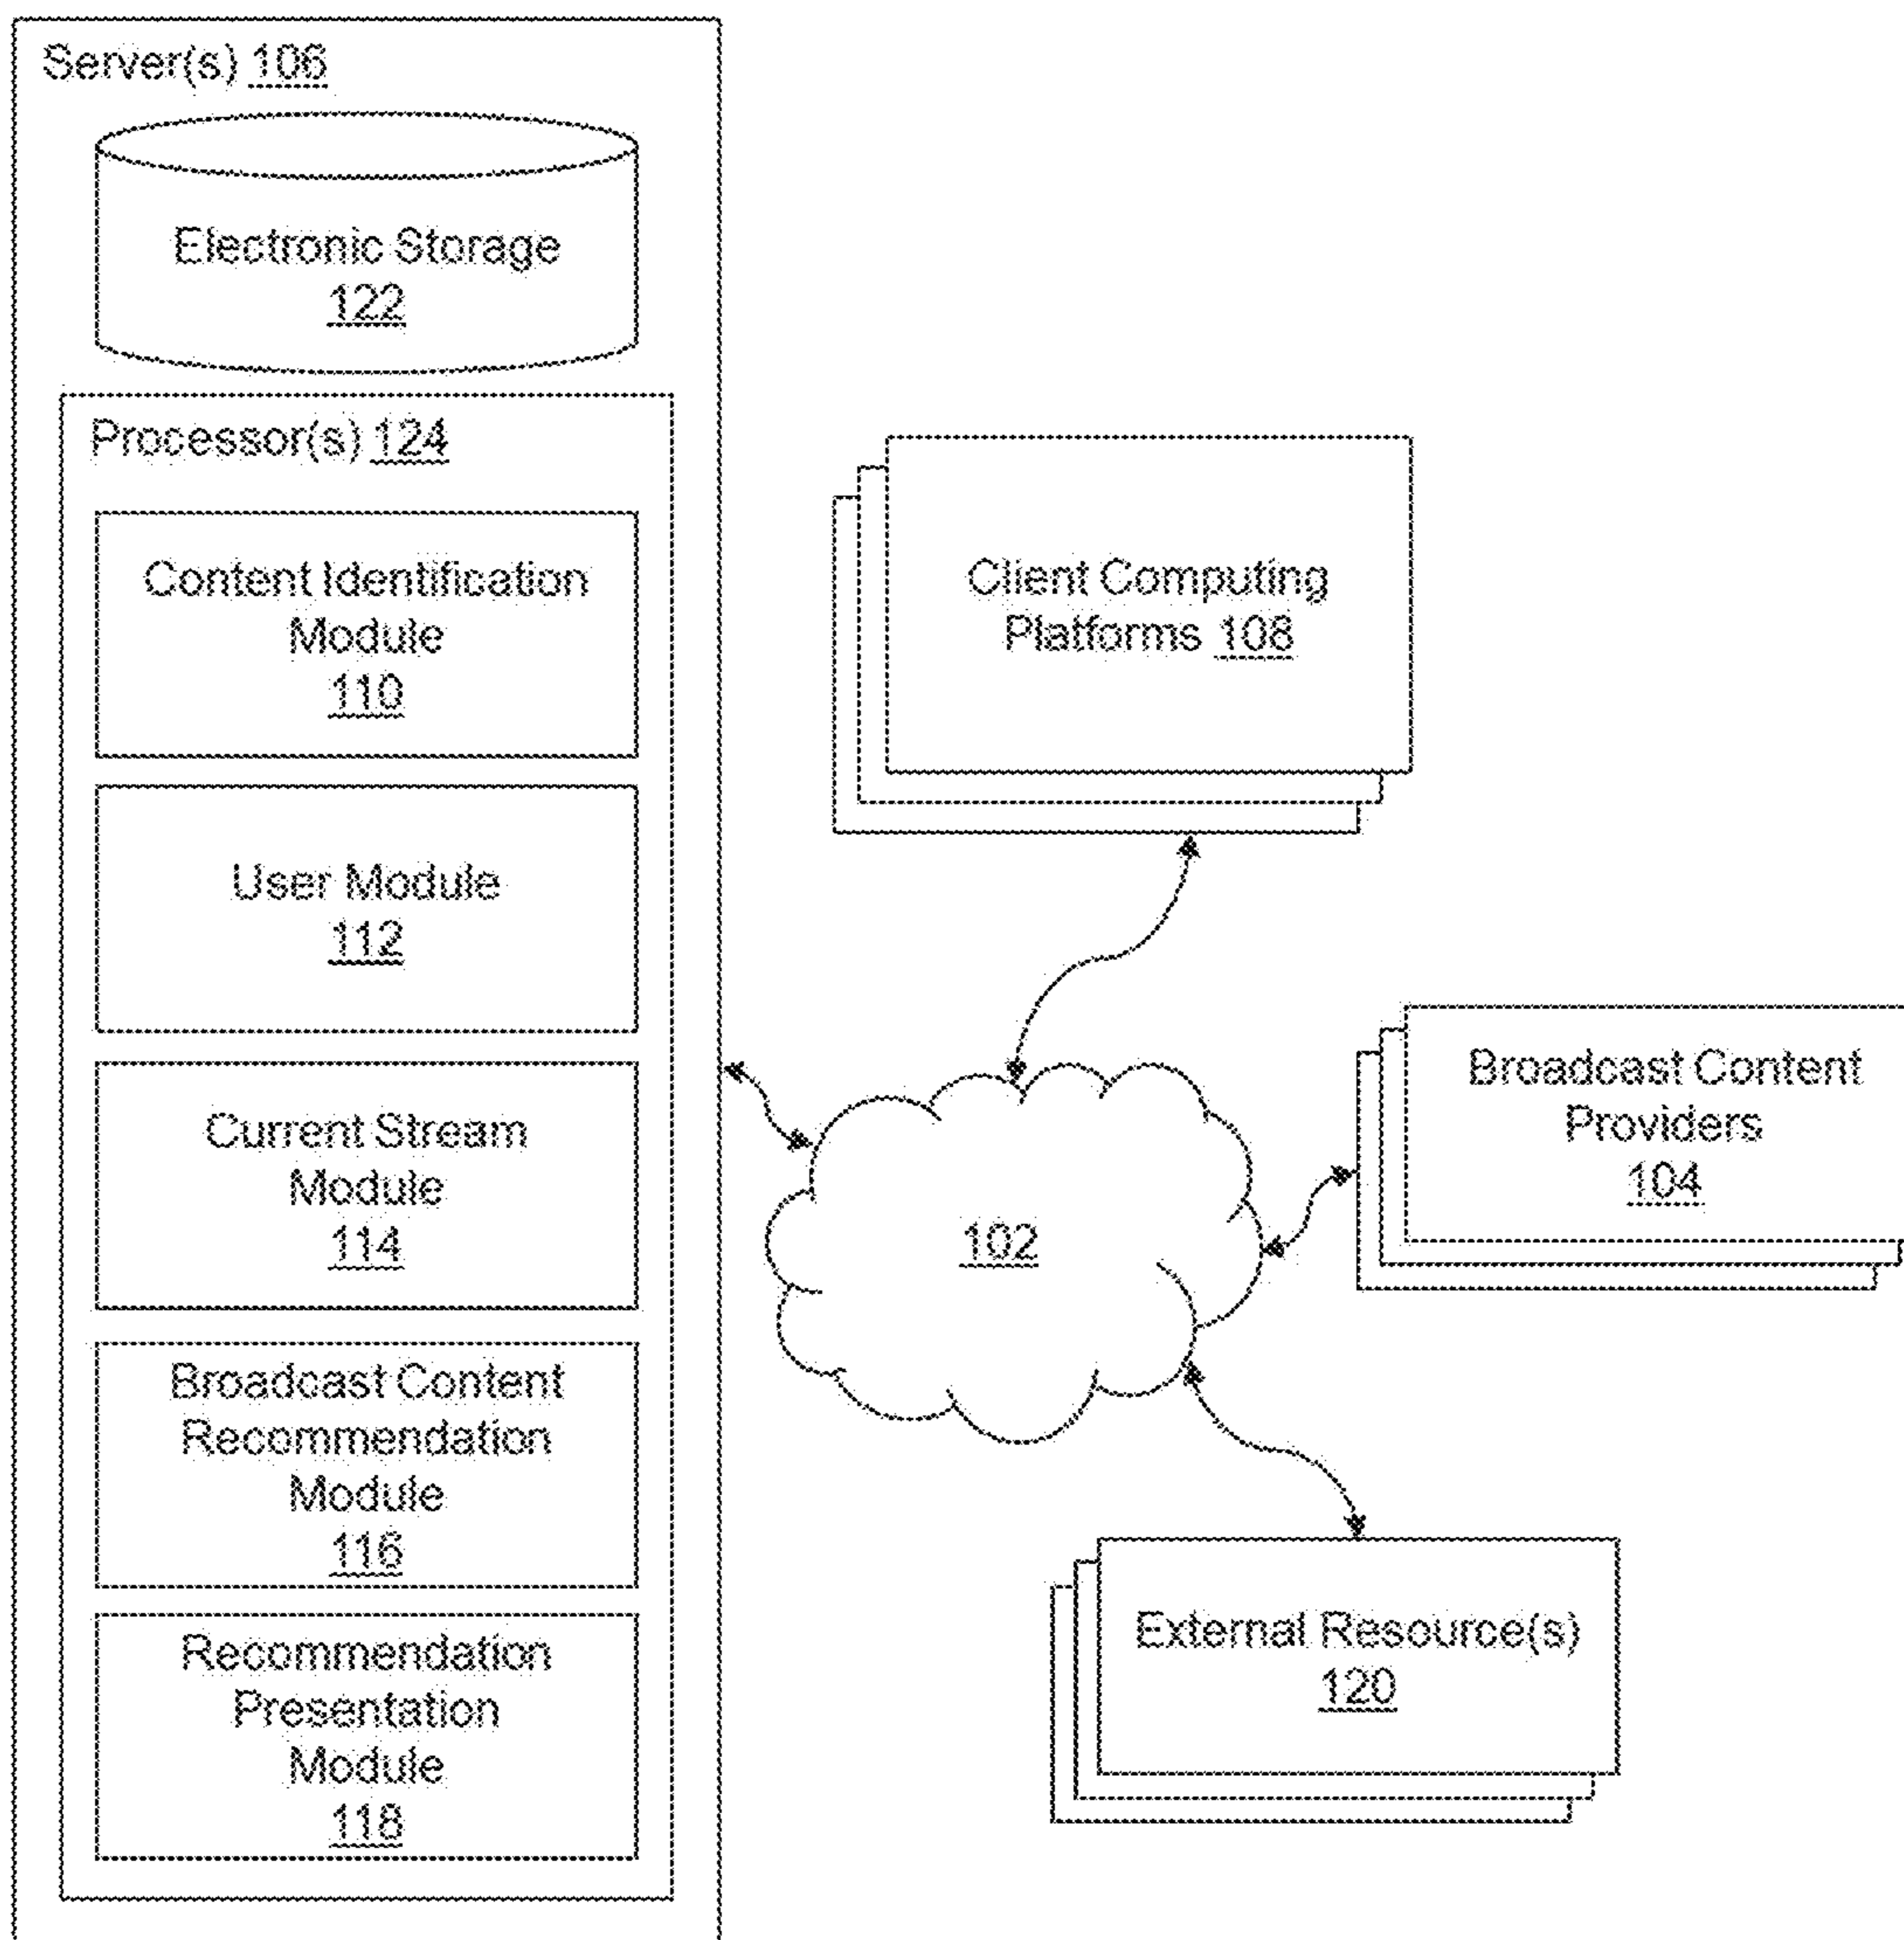 Server(s) 106
Electronic Storage
122
Processor(s) 124
Content Identification
Module
110
User Module
112
Current Stream
Module
114
Broadcast Content
Recommendation
Module
116
Recommendation
Presentation
Module
118
Client Computing
Platforms 108
Broadcast Content
Providers
104
102
External Resource(s)
120